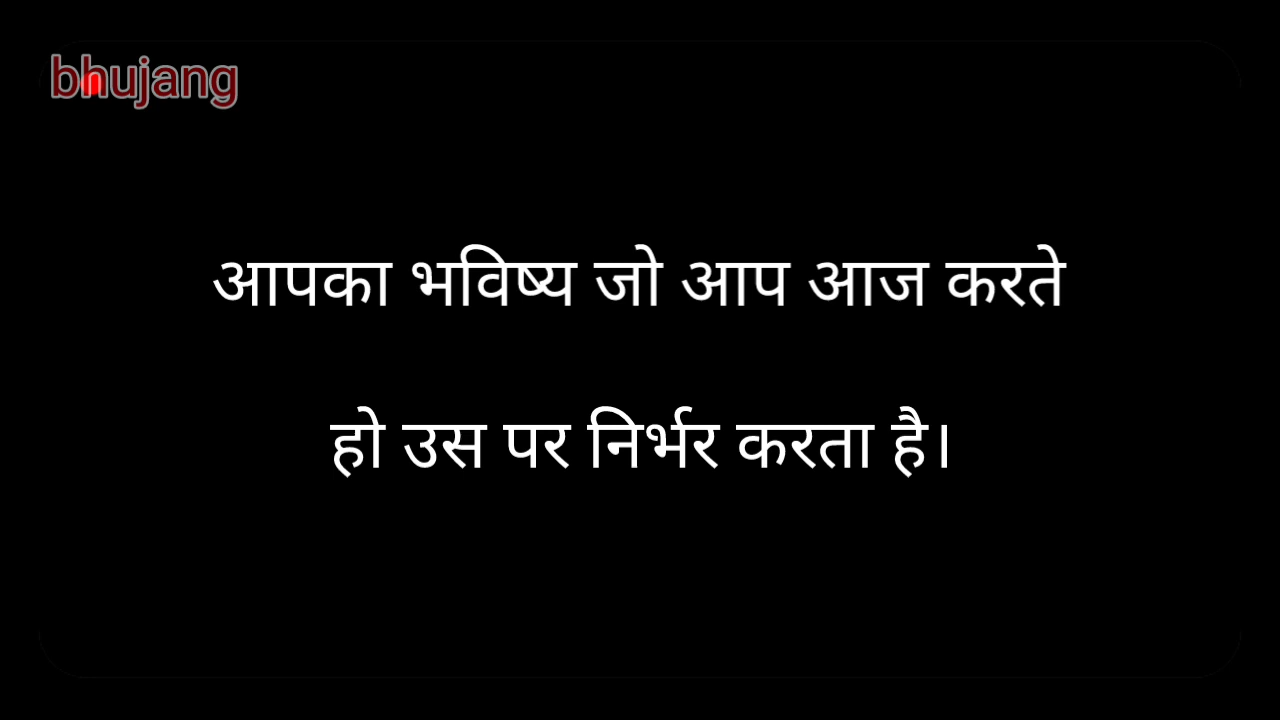 bhujang
आपका भविष्य जो आप आज करते
हो उस पर निर्भर करता है।